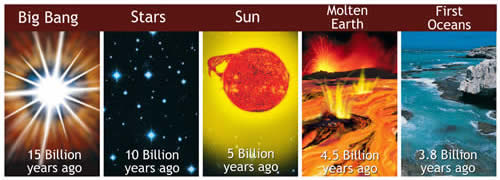 Big Bang
Stars
Sun
Molten
Earth
First
Oceans
15 Billion
years ago
10 Billion
years ago
5 Billion
years ago
4.5 Billion
years ago
3.8 Billion
years ago